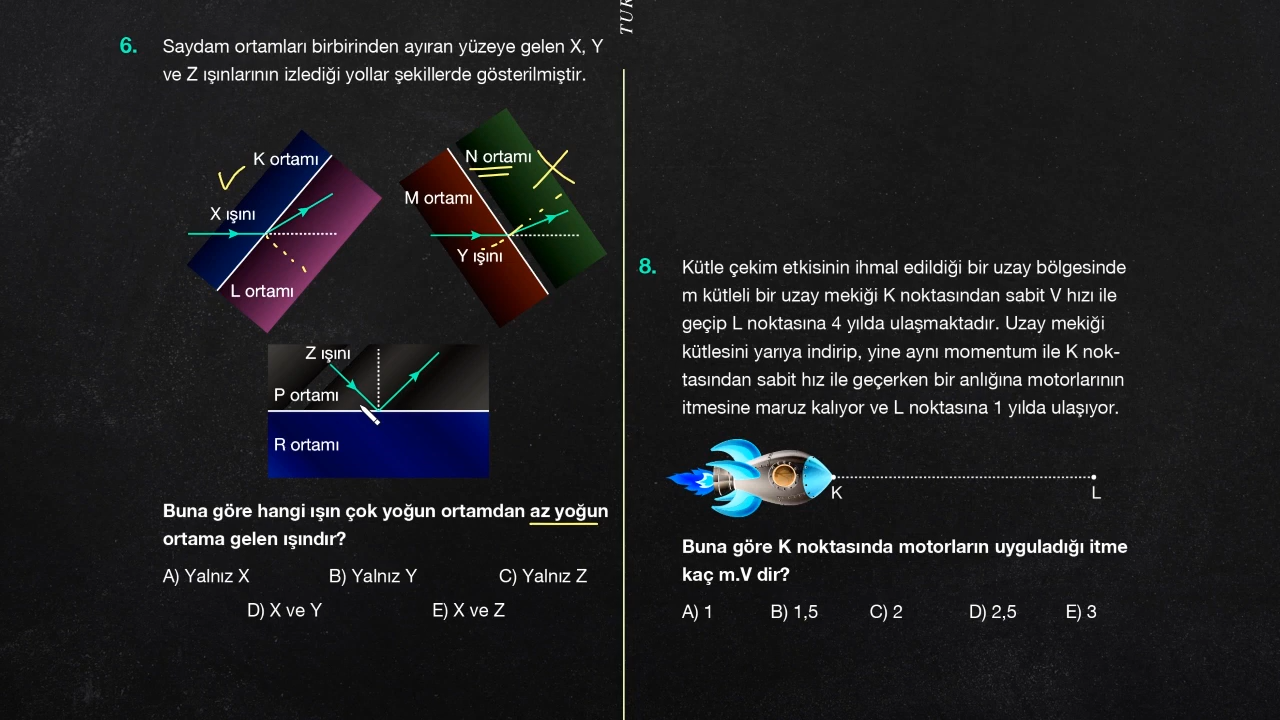 6.
Saydam ortamları birbirinden ayıran yüzeye gelen X, Y
ve Z ışınlarının izlediği yollar şekillerde gösterilmiştir.
K ortamı
X ışını
L ortamı
N ortamı
M ortamı
Y ışını
Z ışını
P ortamı
R ortamı
Buna göre hangi ışın çok yoğun ortamdan az yoğun
ortama gelen ışındır?
A) Yalnız X
B) Yalnız Y
C) Yalnız Z
D) X ve Y
E) X ve Z
TUR
8.
Kütle çekim etkisinin ihmal edildiği bir uzay bölgesinde
m kütleli bir uzay mekiği K noktasından sabit V hızı ile
geçip L noktasına 4 yılda ulaşmaktadır. Uzay mekiği
kütlesini yarıya indirip, yine aynı momentum ile K nok-
tasından sabit hız ile geçerken bir anlığına motorlarının
itmesine maruz kalıyor ve L noktasına 1 yılda ulaşıyor.
K
L
Buna göre K noktasında motorların uyguladığı itme
kaç m.V dir?
A) 1
B) 1,5
C) 2
D) 2,5
E) 3